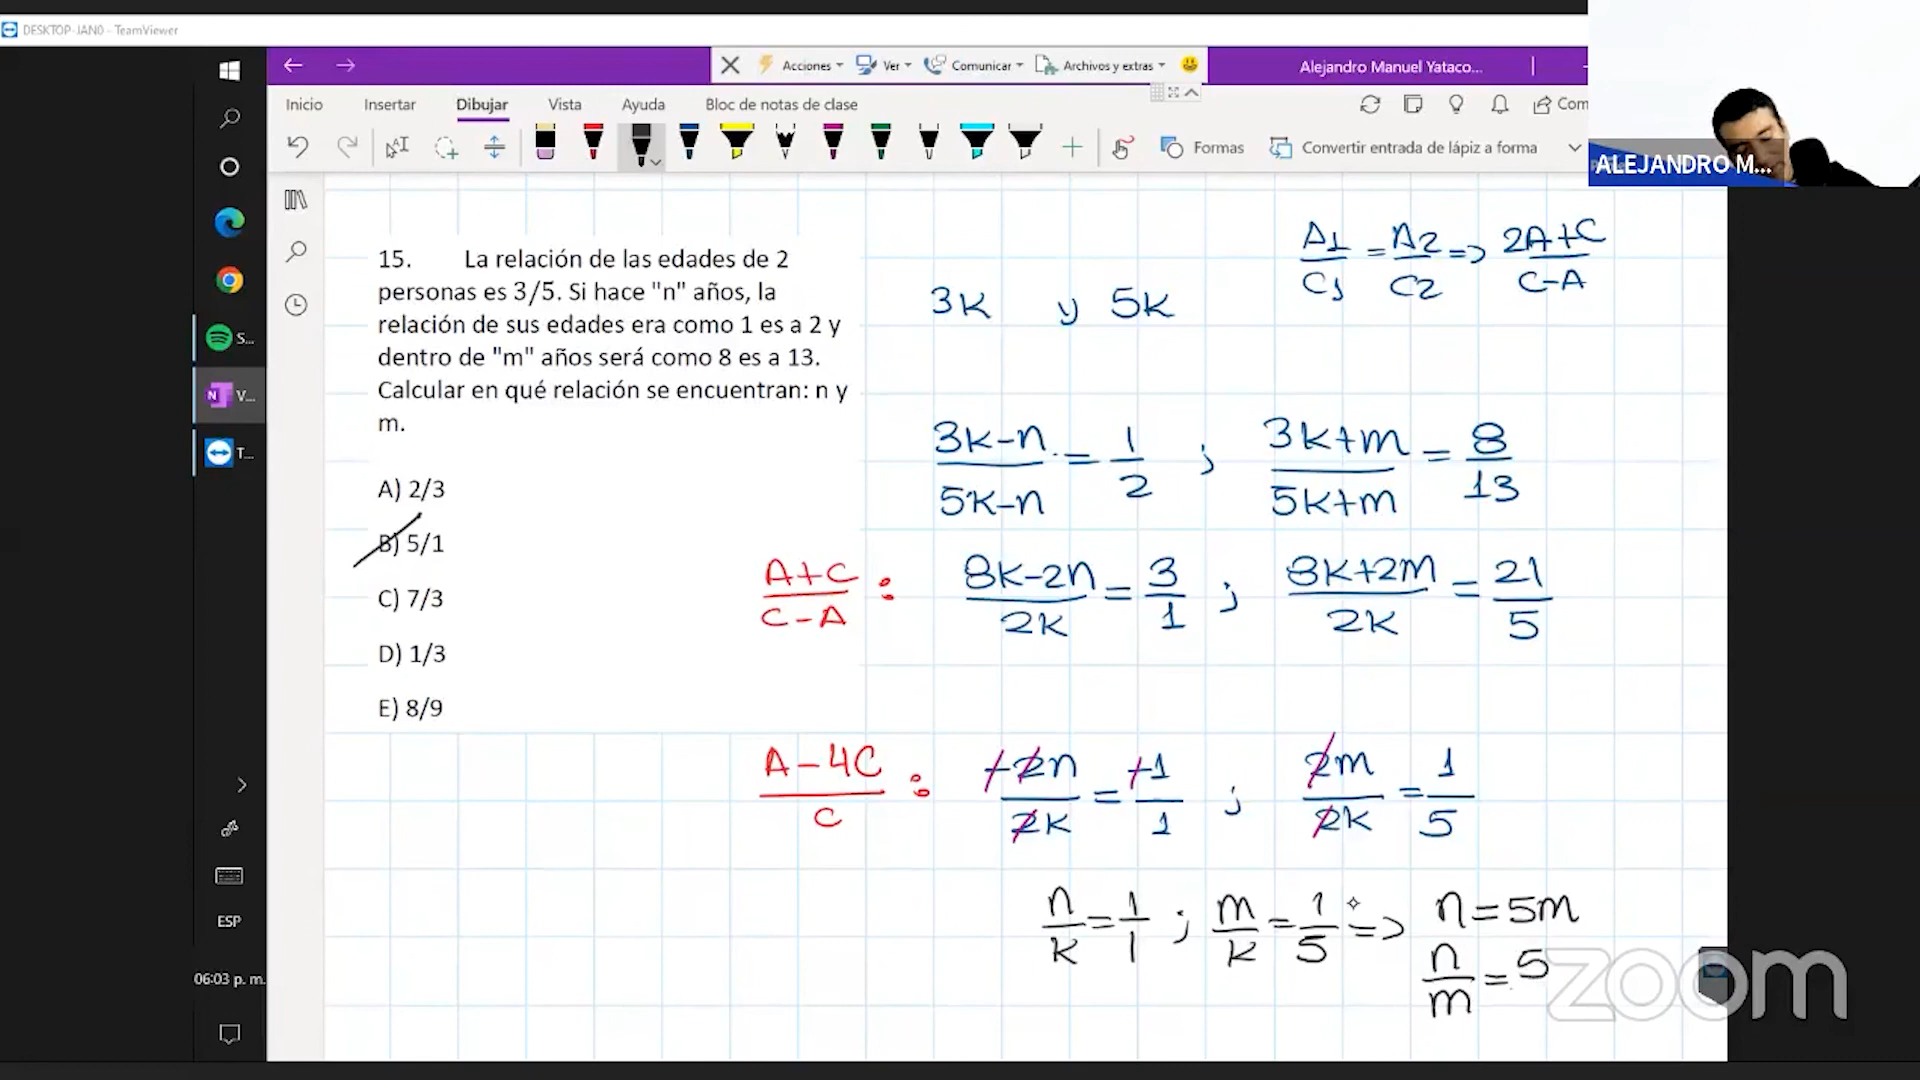 DESKTOP-JAN0 - TeamViewer
Acciones Ver Comunicar Archivos y extras
Alejandro Manuel Yataco...
Inicio Insertar Dibujar Vista Ayuda Bloc de notas de clase
Com
Formas Convertir entrada de lápiz a forma
ALEJANDRO M...
S...
V...
T...
ESP
06:03 p. m.
15. La relación de las edades de 2
personas es 3/5. Si hace "n" años, la
relación de sus edades era como 1 es a 2 y
dentro de "m" años será como 8 es a 13.
Calcular en qué relación se encuentran: n y
m.
A) 2/3
B) 5/1
C) 7/3
D) 1/3
E) 8/9
A1/C1 = A2/C2 => 2A+C/C-A
3k y 5k
3k-n/5k-n = 1/2 ; 3k+m/5k+m = 8/13
A+C/C-A : 8k-2n/2k = 3/1 ; 8k+2m/2k = 21/5
A-4C/C : -2n/2k = -1/1 ; 2m/2k = 1/5
n/k = 1/1 ; m/k = 1/5 => n=5m
n/m = 5
zoom